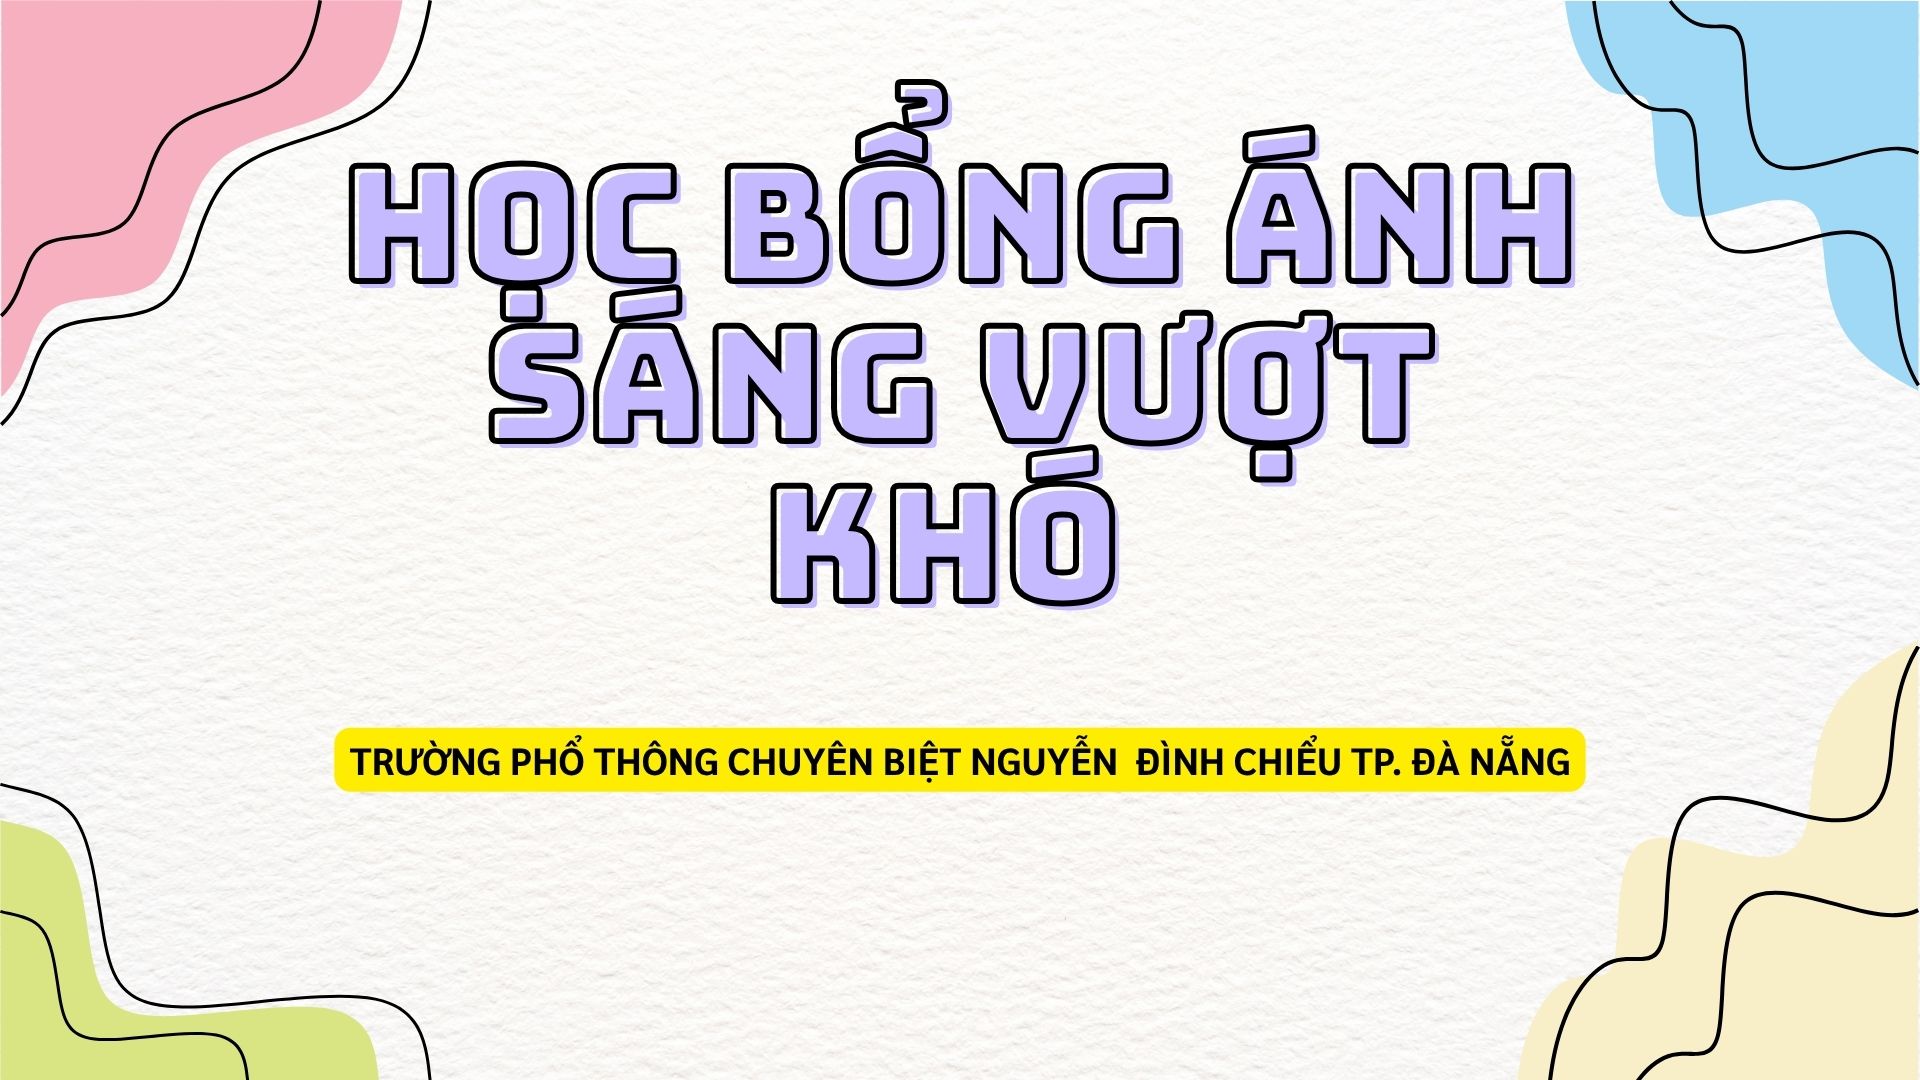 HỌC BỔNG ÁNH
SÁNG VƯỢT
KHÓ
TRƯỜNG PHỔ THÔNG CHUYÊN BIỆT NGUYỄN  ĐÌNH CHIỂU TP. ĐÀ NẴNG